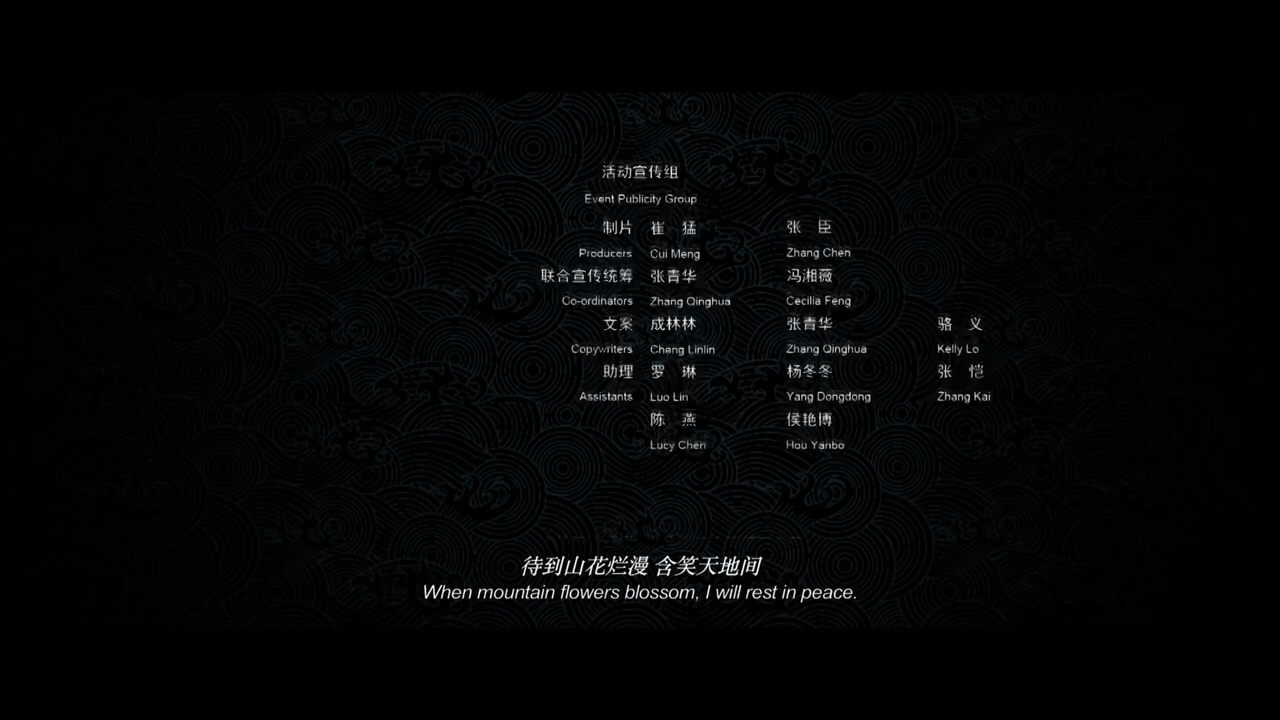 活动宣传组
Event Publicity Group
制片 崔 猛 张 臣
Producers Cui Meng Zhang Chen
联合宣传统筹 张青华 冯湘薇
Co-ordinators Zhang Qinghua Cecilia Feng
文案 成林林 张青华 骆 义
Copywriters Cheng Linlin Zhang Qinghua Kelly Lo
助理 罗 琳 杨冬冬 张 恺
Assistants Luo Lin Yang Dongdong Zhang Kai
陈 燕 侯艳博
Lucy Chen Hou Yanbo
待到山花烂漫 含笑天地间
When mountain flowers blossom, I will rest in peace.